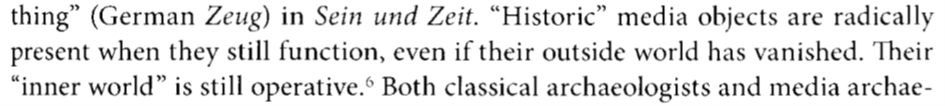 thing” (German Zeug) in Sein und Zeit. “Historic” media objects are radically
present when they still function, even if their outside world has vanished. Their
“inner world” is still operative.⁶ Both classical archaeologists and media archae-